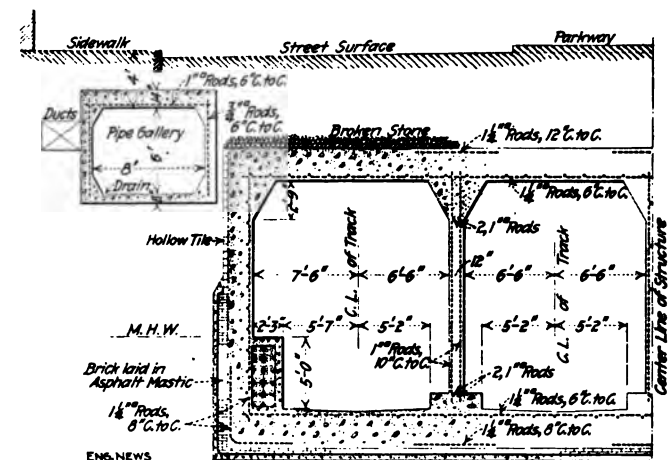 Sidewalk
Street Surface
Parkway
1"⌀ Rods, 6"C. to C.
Ducts
3/4"⌀ Rods,
6"C. to C.
Pipe Gallery
8'
6'
Drain
Broken Stone
1 1/4"⌀ Rods, 12"C. to C.
1 1/4"⌀ Rods, 6"C. to C.
2'-9"
2, 1"⌀ Rods
Hollow Tile
12"
7'-6"
6'-6"
6'-6"
6'-6"
C.L. of Track
C.L. of Track
Center Line of Structure
2'-3"
5'-7"
5'-2"
5'-2"
5'-2"
M.H.W.
1"⌀ Rods,
10"C. to C.
5'-0"
2, 1"⌀ Rods
Brick laid in
Asphalt Mastic
1 1/4"⌀ Rods, 6"C. to C.
1 1/4"⌀ Rods,
8"C. to C.
1 1/4"⌀ Rods, 8"C. to C.
ENG. NEWS